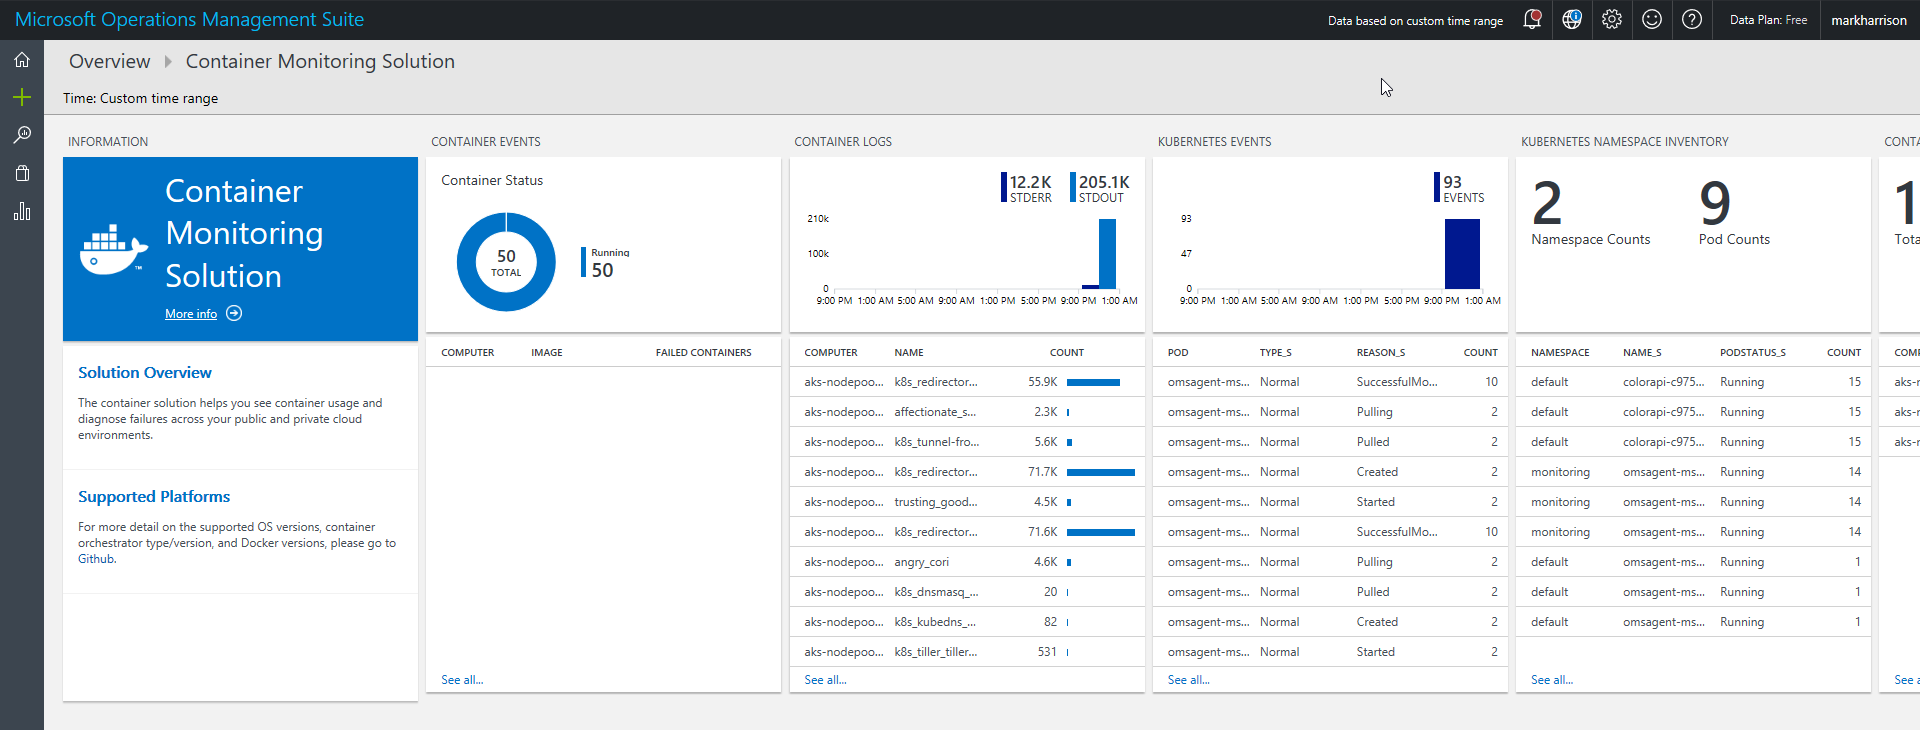 Microsoft Operations Management Suite
Data based on custom time range
Data Plan: Free
markharrison
Overview Container Monitoring Solution
Time: Custom time range
INFORMATION
Container
Monitoring
Solution
More info
Solution Overview
The container solution helps you see container usage and
diagnose failures across your public and private cloud
environments.
Supported Platforms
For more detail on the supported OS versions, container
orchestrator type/version, and Docker versions, please go to
Github.
CONTAINER EVENTS
Container Status
50
TOTAL
Running
50
COMPUTER IMAGE FAILED CONTAINERS
See all...
CONTAINER LOGS
12.2K 205.1K
STDERR STDOUT
210k
100k
0
9:00 PM 1:00 AM 5:00 AM 9:00 AM 1:00 PM 5:00 PM 9:00 PM 1:00 AM
COMPUTER NAME COUNT
aks-nodepoo... k8s_redirector... 55.9K
aks-nodepoo... affectionate_s... 2.3K
aks-nodepoo... k8s_tunnel-fro... 5.6K
aks-nodepoo... k8s_redirector... 71.7K
aks-nodepoo... trusting_good... 4.5K
aks-nodepoo... k8s_redirector... 71.6K
aks-nodepoo... angry_cori 4.6K
aks-nodepoo... k8s_dnsmasq_... 20
aks-nodepoo... k8s_kubedns_... 82
aks-nodepoo... k8s_tiller_tiller... 531
See all...
KUBERNETES EVENTS
93
EVENTS
93
47
0
9:00 PM 1:00 AM 5:00 AM 9:00 AM 1:00 PM 5:00 PM 9:00 PM 1:00 AM
POD TYPE_S REASON_S COUNT
omsagent-ms... Normal SuccessfulMo... 10
omsagent-ms... Normal Pulling 2
omsagent-ms... Normal Pulled 2
omsagent-ms... Normal Created 2
omsagent-ms... Normal Started 2
omsagent-ms... Normal SuccessfulMo... 10
omsagent-ms... Normal Pulling 2
omsagent-ms... Normal Pulled 2
omsagent-ms... Normal Created 2
omsagent-ms... Normal Started 2
See all...
KUBERNETES NAMESPACE INVENTORY
2 9
Namespace Counts Pod Counts
NAMESPACE NAME_S PODSTATUS_S COUNT
default colorapi-c975... Running 15
default colorapi-c975... Running 15
default colorapi-c975... Running 15
monitoring omsagent-ms... Running 14
monitoring omsagent-ms... Running 14
monitoring omsagent-ms... Running 14
default omsagent-ms... Running 1
default omsagent-ms... Running 1
default omsagent-ms... Running 1
See all...
CONTA
1
Tota
COMP
aks-n
aks-n
aks-n
See a